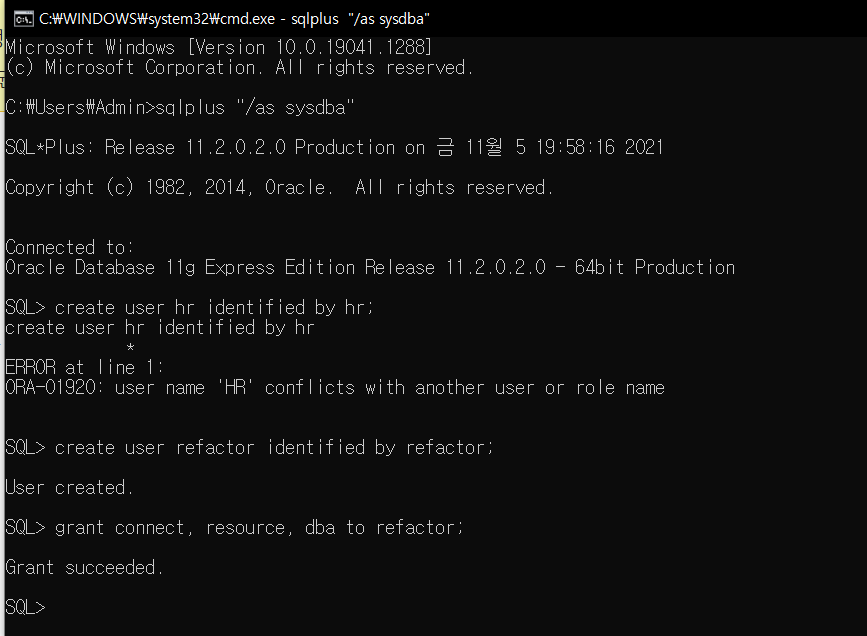 C:₩WINDOWS₩system32₩cmd.exe - sqlplus "/as sysdba"
Microsoft Windows [Version 10.0.19041.1288]
(c) Microsoft Corporation. All rights reserved.
C:₩Users₩Admin>sqlplus "/as sysdba"
SQL*Plus: Release 11.2.0.2.0 Production on 금 11월 5 19:58:16 2021
Copyright (c) 1982, 2014, Oracle.  All rights reserved.
Connected to:
Oracle Database 11g Express Edition Release 11.2.0.2.0 - 64bit Production
SQL> create user hr identified by hr;
create user hr identified by hr
*
ERROR at line 1:
ORA-01920: user name 'HR' conflicts with another user or role name
SQL> create user refactor identified by refactor;
User created.
SQL> grant connect, resource, dba to refactor;
Grant succeeded.
SQL>